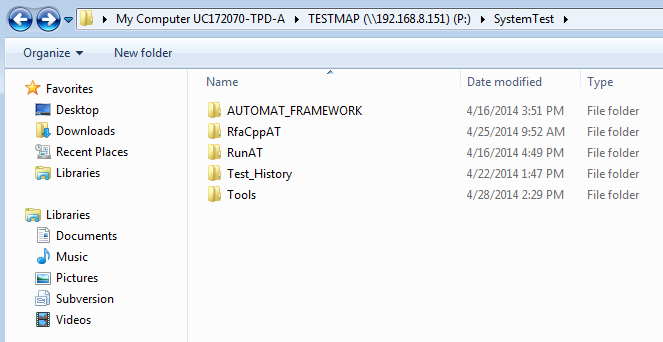 My Computer UC172070-TPD-A TESTMAP (\\192.168.8.151) (P:) SystemTest
Organize New folder
Favorites
Desktop
Downloads
Recent Places
Libraries
Libraries
Documents
Music
Pictures
Subversion
Videos
Name Date modified Type
AUTOMAT_FRAMEWORK 4/16/2014 3:51 PM File folder
RfaCppAT 4/25/2014 9:52 AM File folder
RunAT 4/16/2014 4:49 PM File folder
Test_History 4/22/2014 1:47 PM File folder
Tools 4/28/2014 2:29 PM File folder